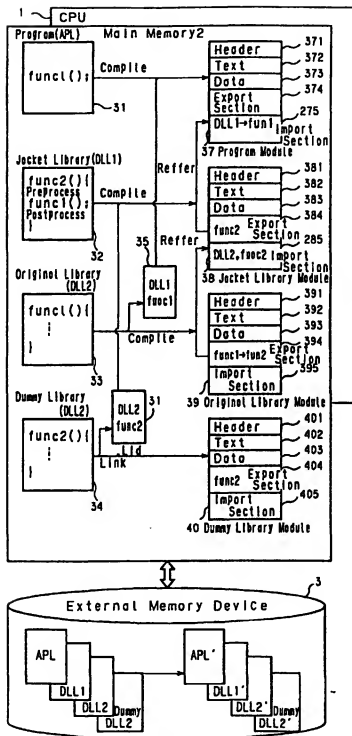 1
CPU
Main Memory2
Program(APL)
func1();
31
Compile
Header
Text
Data
Export
Section
DLL1→fun1
Import
Section
371
372
373
374
275
37 Program Module
Reffer
Jocket Library(DLL1)
func2(){
PreProcess
func1();
Postprocess
}
32
Compile
Header
Text
Data
func2 Export
Section
DLL2,func2 Import
Section
381
382
383
384
285
38 Jocket Library Module
35
Reffer
DLL1
func1
Original Library
(DLL2)
func1(){
⋮
}
33
Compile
Header
Text
Data
func1→fun2 Export
Section
Import
Section
391
392
393
394
395
39 Original Library Module
Dummy Library
(DLL2)
func2(){
⋮
}
34
DLL2
func2
31
Lid
Link
Header
Text
Data
func2 Export
Section
Import
Section
401
402
403
404
405
40 Dummy Library Module
3
External Memory Device
APL
DLL1
DLL2
Dummy
DLL2
APL'
DLL1'
DLL2'
Dummy
DLL2'